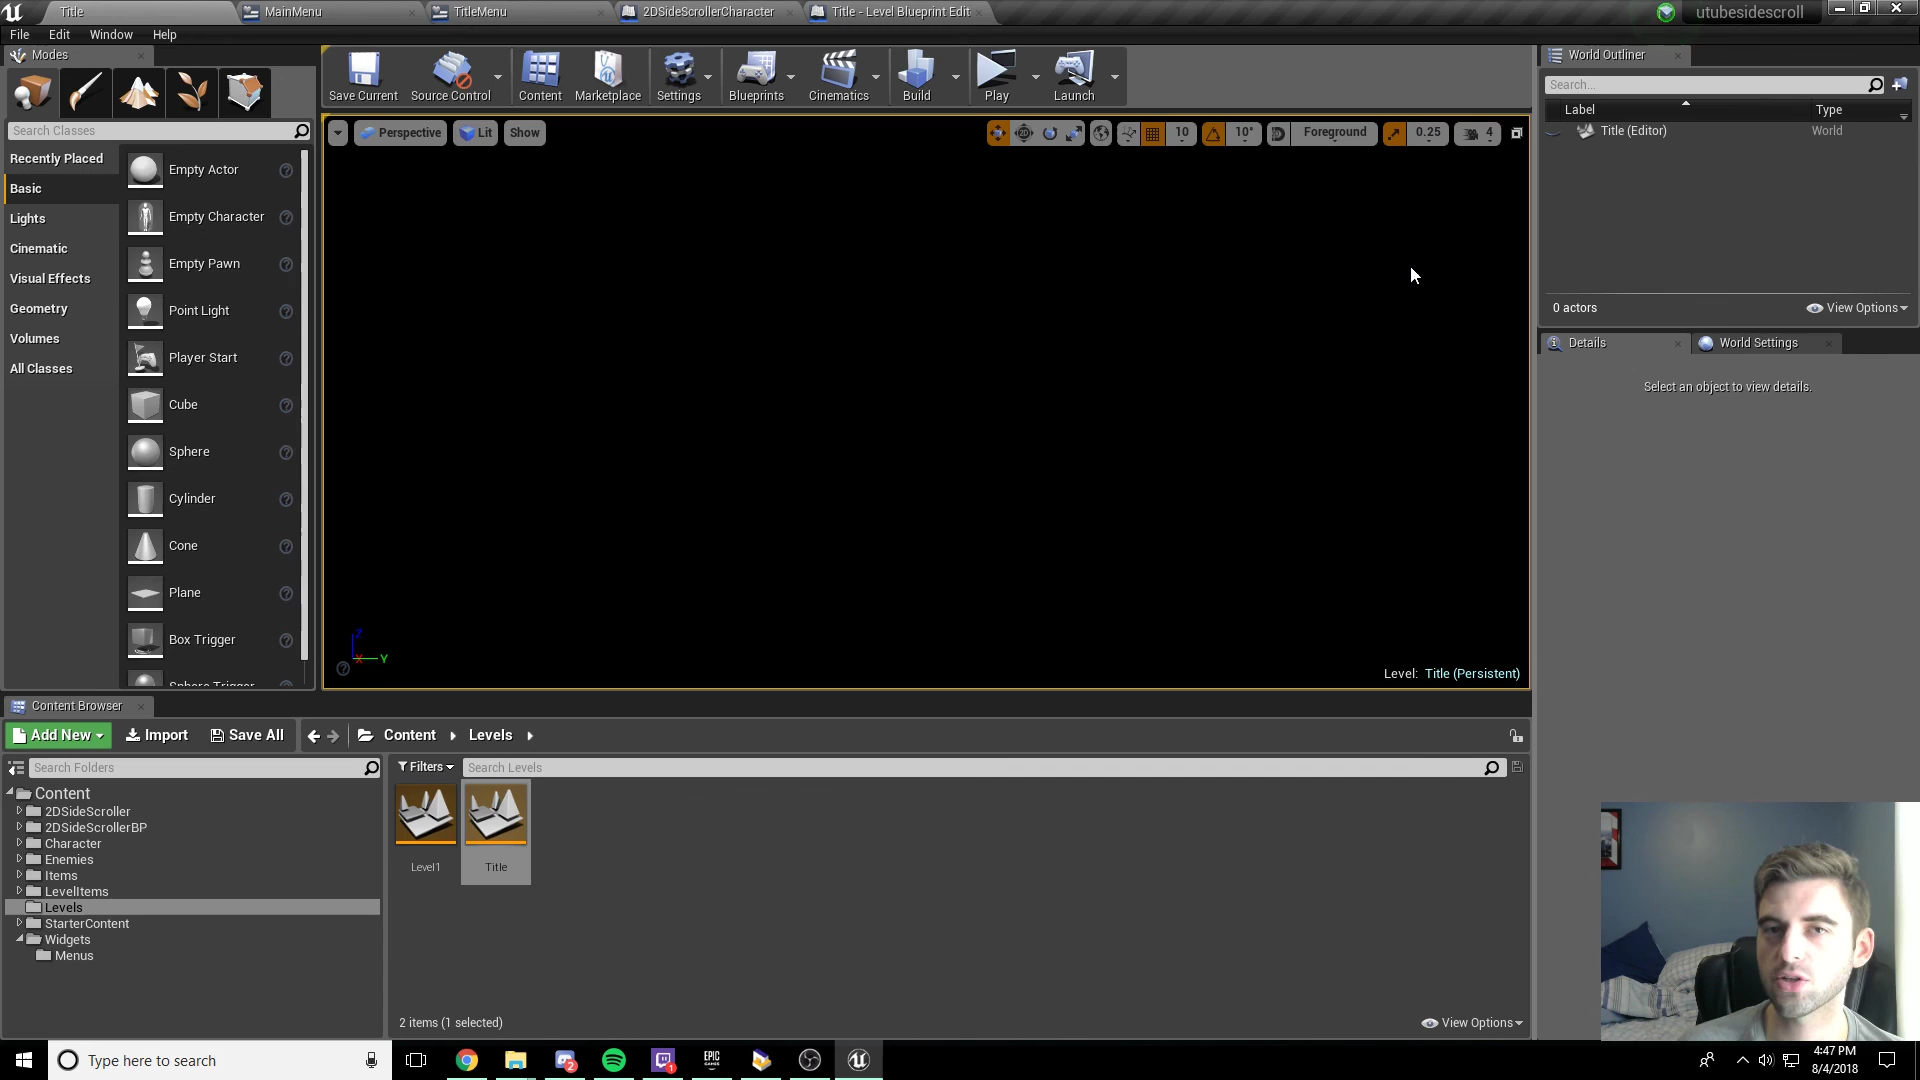 Title
MainMenu
TitleMenu
2DSideScrollerCharacter
Title - Level Blueprint Edit
utubesidescroll
File
Edit
Window
Help
Modes
Save Current
Source Control
Content
Marketplace
Settings
Blueprints
Cinematics
Build
Play
Launch
World Outliner
Search...
Label
Type
Title (Editor)
World
0 actors
View Options
Search Classes
Recently Placed
Basic
Lights
Cinematic
Visual Effects
Geometry
Volumes
All Classes
Empty Actor
Empty Character
Empty Pawn
Point Light
Player Start
Cube
Sphere
Cylinder
Cone
Plane
Box Trigger
Sphere Trigger
Perspective
Lit
Show
10
10°
Foreground
0.25
4
Z
X
Y
Level: Title (Persistent)
Details
World Settings
Select an object to view details.
Content Browser
Add New
Import
Save All
Content
Levels
Search Folders
Filters
Search Levels
Content
2DSideScroller
2DSideScrollerBP
Character
Enemies
Items
LevelItems
Levels
StarterContent
Widgets
Menus
Level1
Title
2 items (1 selected)
View Options
Type here to search
2
1
EPIC
GAMES
4:47 PM
8/4/2018